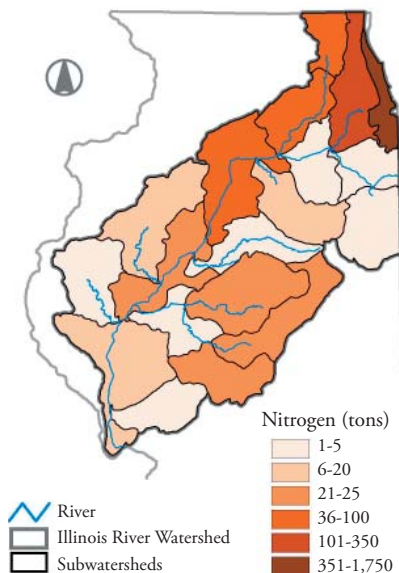 Nitrogen (tons)
1-5
6-20
21-25
36-100
101-350
351-1,750
River
Illinois River Watershed
Subwatersheds